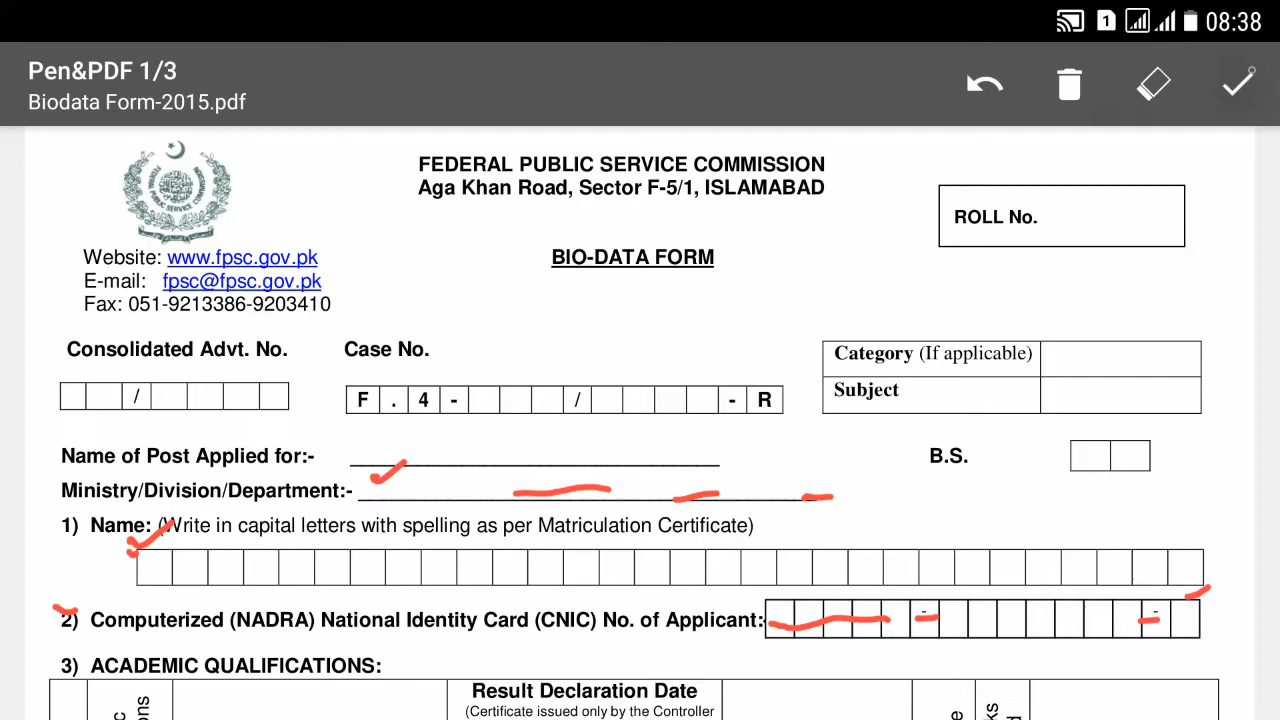 1 08:38
Pen&PDF 1/3
Biodata Form-2015.pdf
FEDERAL PUBLIC SERVICE COMMISSION
Aga Khan Road, Sector F-5/1, ISLAMABAD
ROLL No.
Website: www.fpsc.gov.pk
BIO-DATA FORM
E-mail: fpsc@fpsc.gov.pk
Fax: 051-9213386-9203410
Consolidated Advt. No. Case No.
Category (If applicable)
/ F . 4 - / - R
Subject
Name of Post Applied for:- B.S.
Ministry/Division/Department:-
1) Name: (Write in capital letters with spelling as per Matriculation Certificate)
2) Computerized (NADRA) National Identity Card (CNIC) No. of Applicant: - -
3) ACADEMIC QUALIFICATIONS:
Result Declaration Date
(Certificate issued only by the Controller